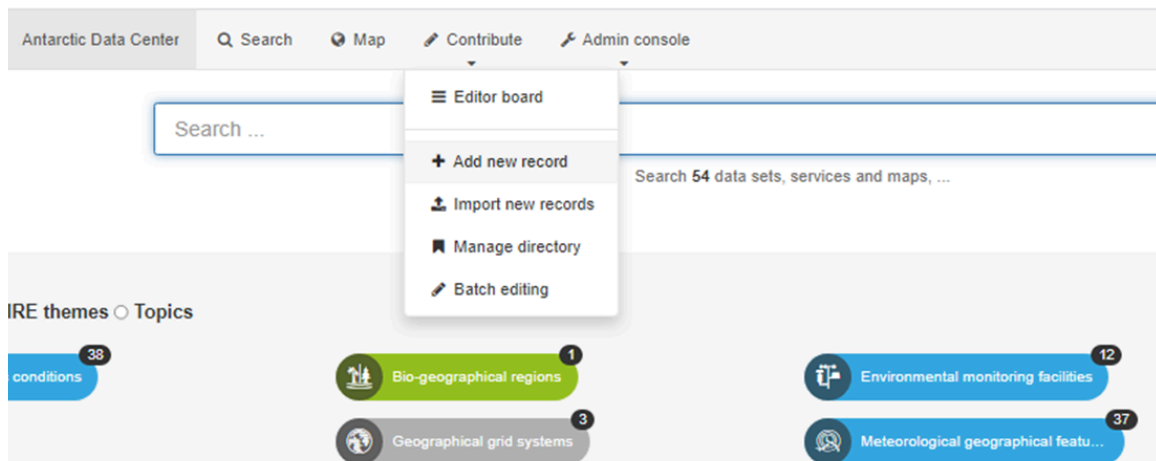 Antarctic Data Center Search Map Contribute Admin console
Editor board
Search ...
Add new record
Search 54 data sets, services and maps, ...
Import new records
Manage directory
Batch editing
IRE themes Topics
38 1 12
conditions Bio-geographical regions Environmental monitoring facilities
3 37
Geographical grid systems Meteorological geographical featu...